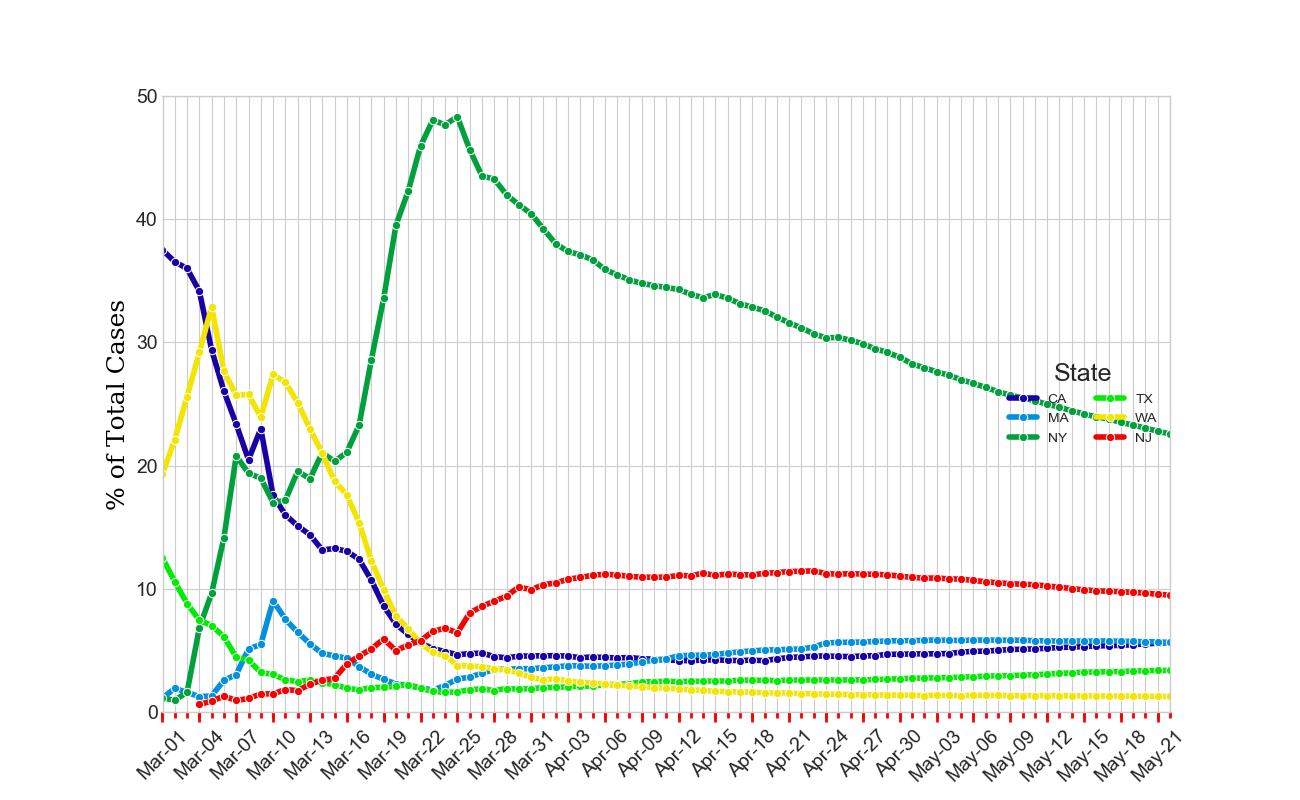 50
40
30
20
10
0
% of Total Cases
State
CA
MA
NY
TX
WA
NJ
Mar-01
Mar-04
Mar-07
Mar-10
Mar-13
Mar-16
Mar-19
Mar-22
Mar-25
Mar-28
Mar-31
Apr-03
Apr-06
Apr-09
Apr-12
Apr-15
Apr-18
Apr-21
Apr-24
Apr-27
Apr-30
May-03
May-06
May-09
May-12
May-15
May-18
May-21